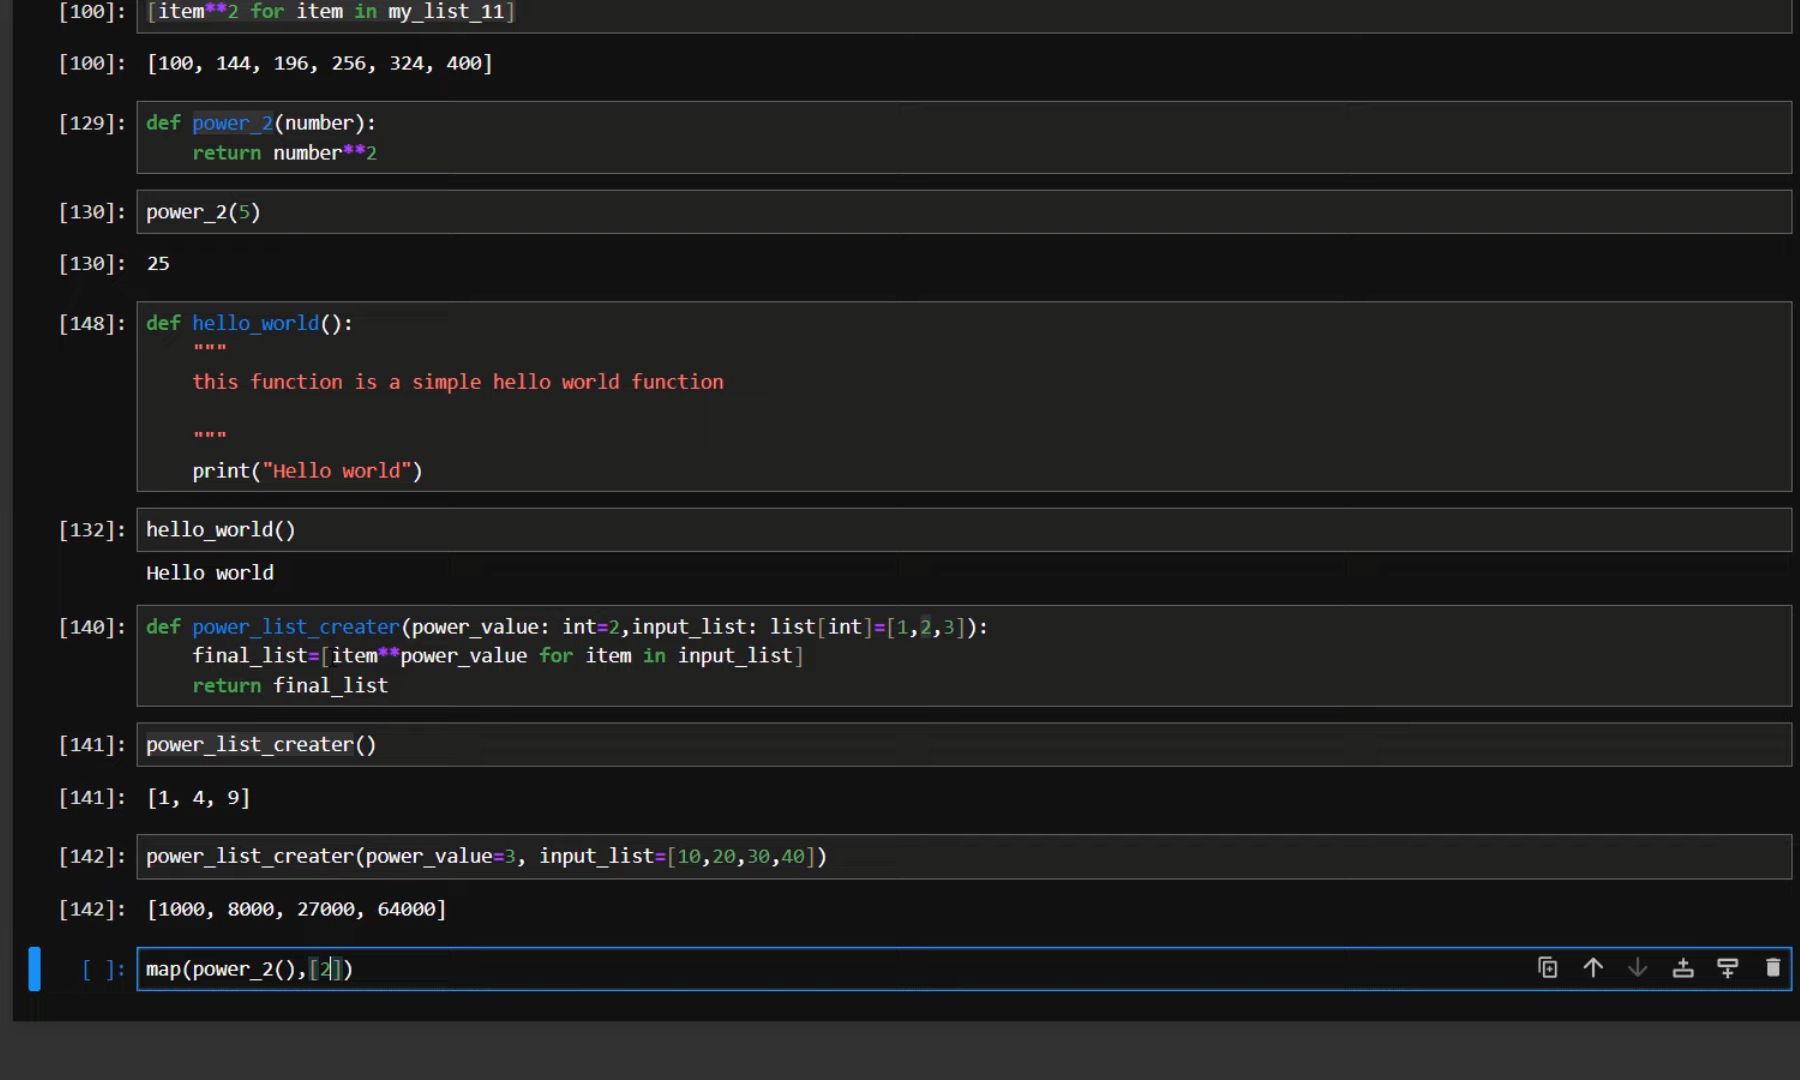 [100]: [item**2 for item in my_list_11]
[100]: [100, 144, 196, 256, 324, 400]
[129]: def power_2(number):
    return number**2
[130]: power_2(5)
[130]: 25
[148]: def hello_world():
    """
    this function is a simple hello world function
    """
    print("Hello world")
[132]: hello_world()
Hello world
[140]: def power_list_creater(power_value: int=2,input_list: list[int]=[1,2,3]):
    final_list=[item**power_value for item in input_list]
    return final_list
[141]: power_list_creater()
[141]: [1, 4, 9]
[142]: power_list_creater(power_value=3, input_list=[10,20,30,40])
[142]: [1000, 8000, 27000, 64000]
[ ]: map(power_2(),[2])